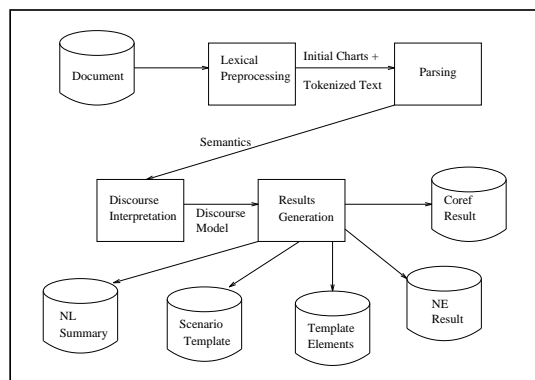 Document
Lexical
Preprocessing
Initial Charts +
Tokenized Text
Parsing
Semantics
Discourse
Interpretation
Discourse
Model
Results
Generation
Coref
Result
NL
Summary
Scenario
Template
Template
Elements
NE
Result